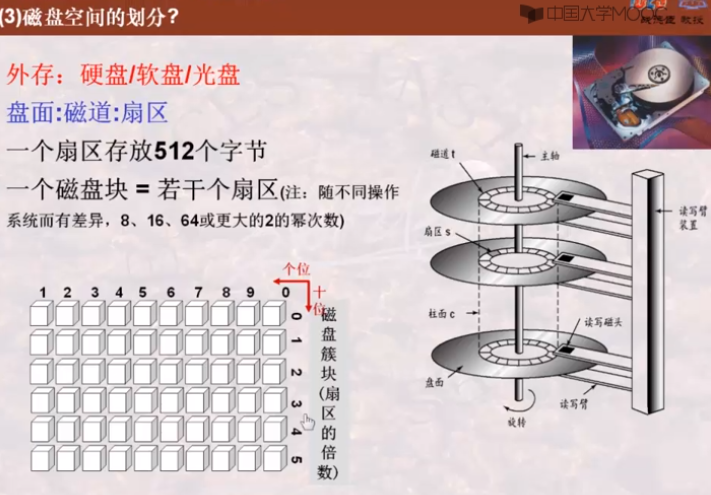 (3)磁盘空间的划分?
中国大学MOOC
教授
外存：硬盘/软盘/光盘
盘面:磁道:扇区
一个扇区存放512个字节
一个磁盘块 = 若干个扇区(注：随不同操作
系统而有差异，8、16、64或更大的2的幂次数)
磁道t
主轴
扇区s
读写臂
装置
柱面c
读写磁头
盘面
读写臂
旋转
个位
十位
1 2 3 4 5 6 7 8 9 0
0
1
2
3
4
5
磁盘簇块(扇区的倍数)